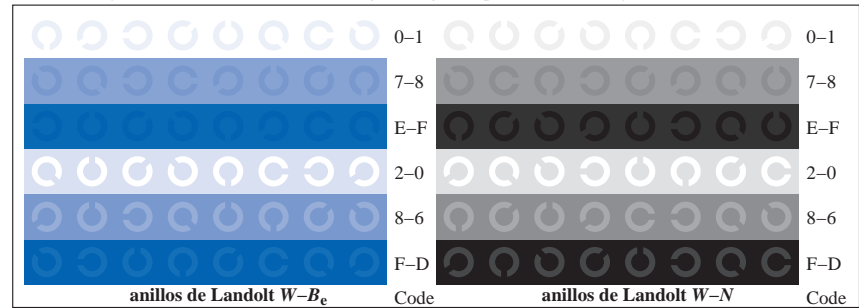 0–1 0–1
7–8 7–8
E–F E–F
2–0 2–0
8–6 8–6
F–D F–D
anillos de Landolt W–Be Code anillos de Landolt W–N Code